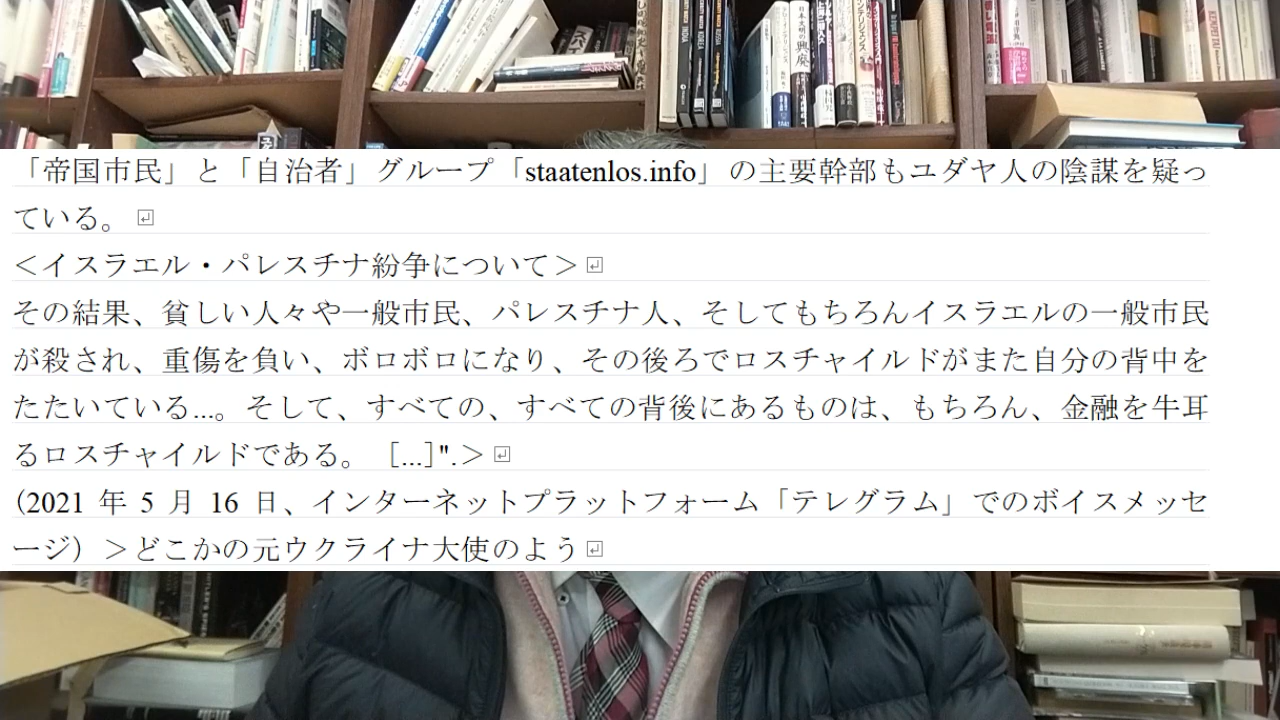 「帝国市民」と「自治者」グループ「staatenlos.info」の主要幹部もユダヤ人の陰謀を疑っ
ている。
＜イスラエル・パレスチナ紛争について＞
その結果、貧しい人々や一般市民、パレスチナ人、そしてもちろんイスラエルの一般市民
が殺され、重傷を負い、ボロボロになり、その後ろでロスチャイルドがまた自分の背中を
たたいている...。そして、すべての、すべての背後にあるものは、もちろん、金融を牛耳
るロスチャイルドである。 ［...］".＞
(2021 年 5 月 16 日、インターネットプラットフォーム「テレグラム」でのボイスメッセ
ージ）＞どこかの元ウクライナ大使のよう